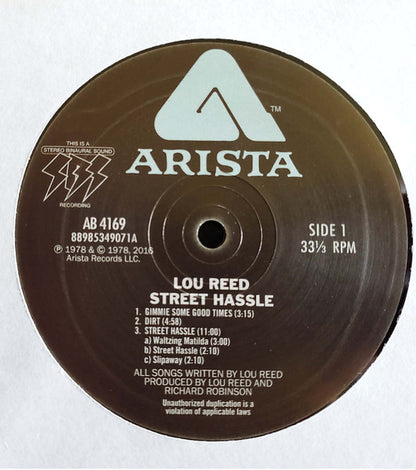 ARISTA
TM
THIS IS A
STEREO BINAURAL SOUND
SBS
RECORDING
AB 4169
88985349071A
℗ 1978 & © 1978, 2016
Arista Records LLC.
SIDE 1
33⅓ RPM
LOU REED
STREET HASSLE
1. GIMMIE SOME GOOD TIMES (3:15)
2. DIRT (4:58)
3. STREET HASSLE (11:00)
a) Waltzing Matilda (3:00)
b) Street Hassle (2:10)
c) Slipaway (2:10)
ALL SONGS WRITTEN BY LOU REED
PRODUCED BY LOU REED AND
RICHARD ROBINSON
Unauthorized duplication is a
violation of applicable laws